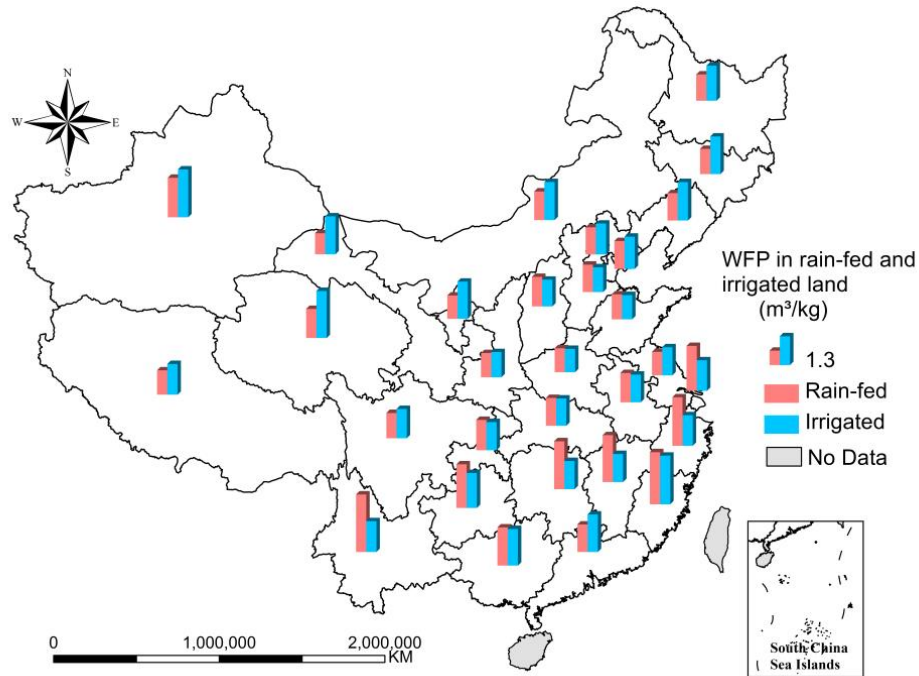 N
W
E
S
WFP in rain-fed and
irrigated land
(m³/kg)
1.3
Rain-fed
Irrigated
No Data
0
1,000,000
2,000,000
KM
South China
Sea Islands